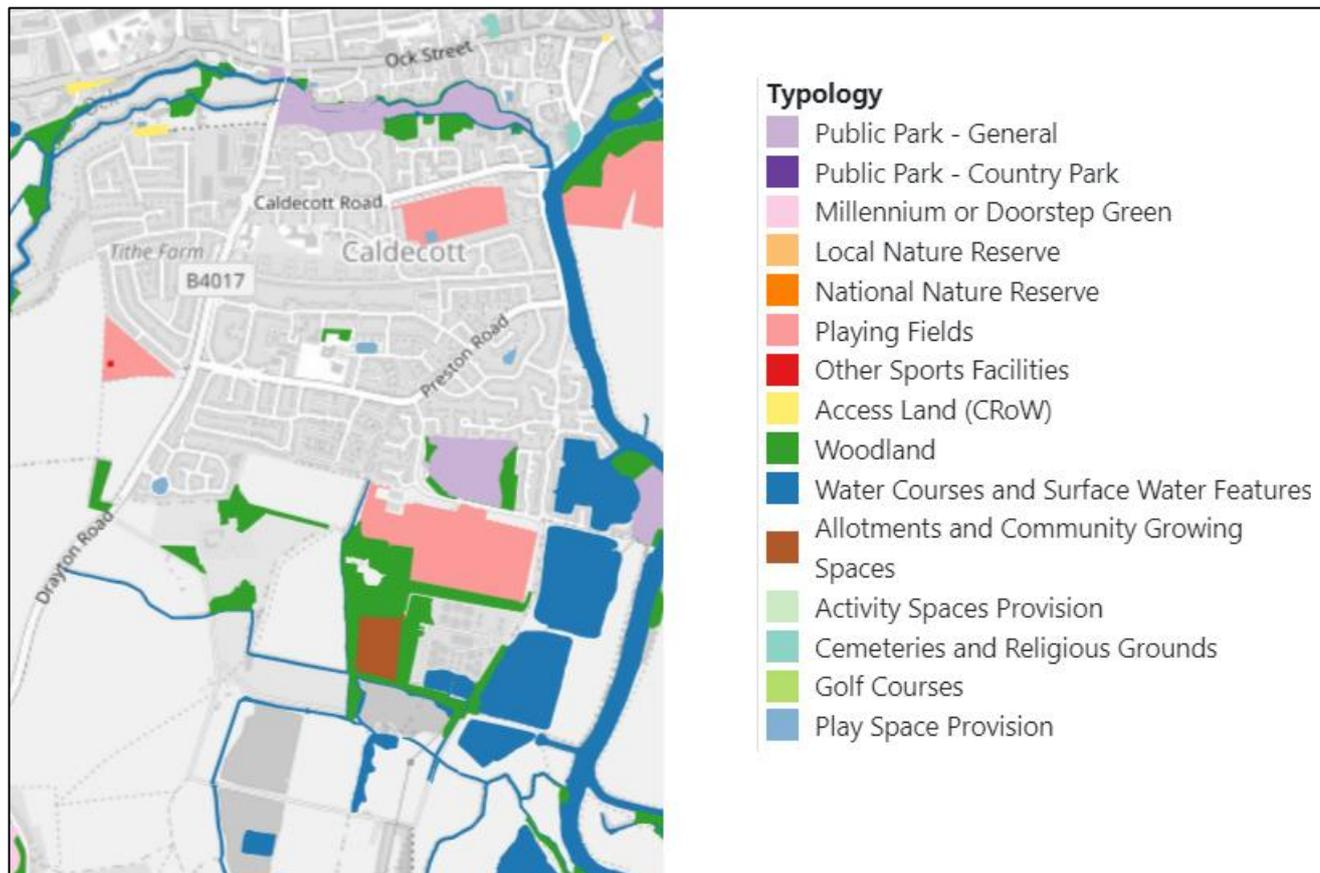 Ock Street
Ock
Caldecott Road
Caldecott
Tithe Farm
B4017
Preston Road
Drayton Road
Typology
Public Park - General
Public Park - Country Park
Millennium or Doorstep Green
Local Nature Reserve
National Nature Reserve
Playing Fields
Other Sports Facilities
Access Land (CRoW)
Woodland
Water Courses and Surface Water Features
Allotments and Community Growing
Spaces
Activity Spaces Provision
Cemeteries and Religious Grounds
Golf Courses
Play Space Provision